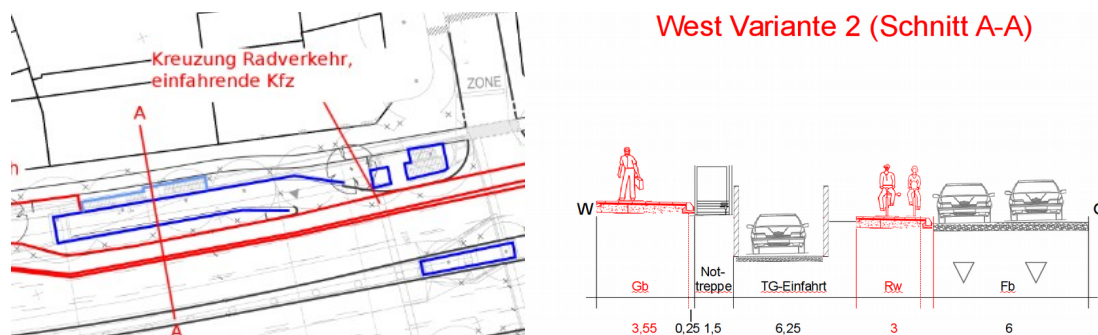 Kreuzung Radverkehr,
einfahrende Kfz
ZONE
A
A
West Variante 2 (Schnitt A-A)
W
Gb
Not-
treppe
TG-Einfahrt
Rw
Fb
3,55
0,25
1,5
6,25
3
6